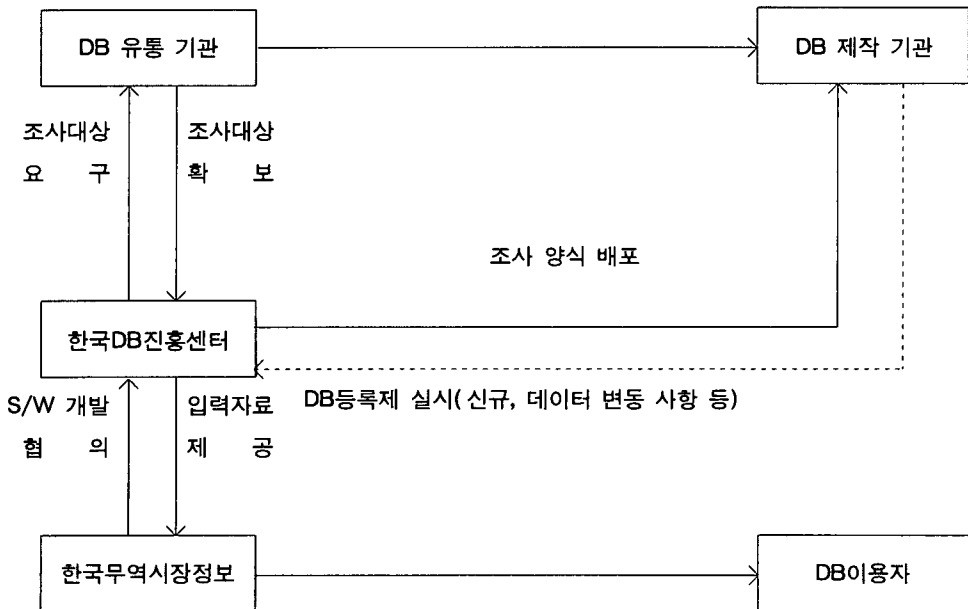 DB 유통 기관
DB 제작 기관
조사대상
요 구
조사대상
확 보
조사 양식 배포
한국DB진흥센터
DB등록제 실시( 신규, 데이터 변동 사항 등)
S/W 개발
협 의
입력자료
제 공
한국무역시장정보
DB이용자